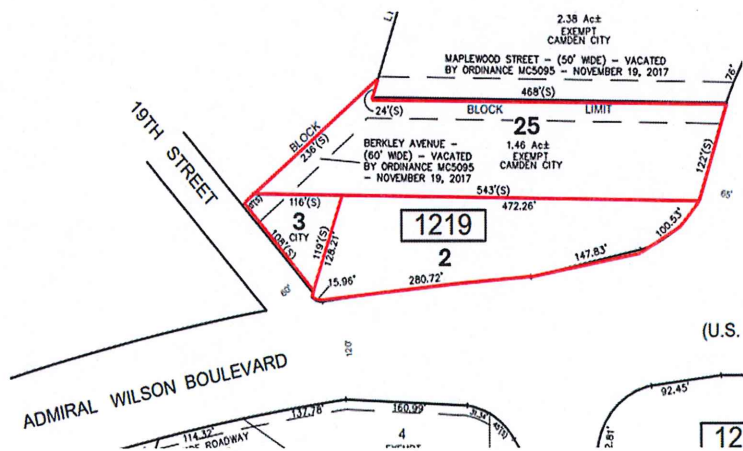 2.38 Ac±
EXEMPT
CAMDEN CITY
MAPLEWOOD STREET – (50' WIDE) – VACATED
BY ORDINANCE MC5095 – NOVEMBER 19, 2017
76'
468'(S)
24'(S)
BLOCK LIMIT
25
1.46 Ac±
EXEMPT
CAMDEN CITY
BLOCK
236'(S)
BERKLEY AVENUE –
(60' WIDE) – VACATED
BY ORDINANCE MC5095
– NOVEMBER 19, 2017
122'(S)
19TH STREET
543'(S)
65'
116'(S)
472.26'
3
CITY
108'(S)
119'(S)
128.21'
1219
2
100.53'
147.83'
60'
15.96'
280.72'
(U.S.
120'
ADMIRAL WILSON BOULEVARD
92.45'
137.78'
160.99'
31.34'
45'(S)
114.32'
ROADWAY
4
EXEMPT
2.81'
12